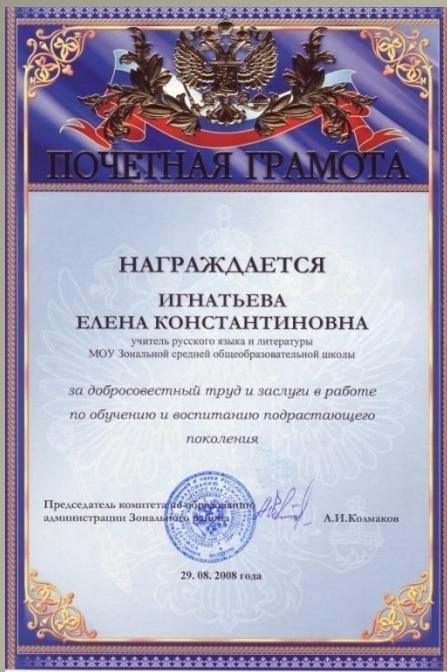 ПОЧЕТНАЯ ГРАМОТА
НАГРАЖДАЕТСЯ
ИГНАТЬЕВА
ЕЛЕНА КОНСТАНТИНОВНА
учитель русского языка и литературы
МОУ Зональной средней общеобразовательной школы
за добросовестный труд и заслуги в работе
по обучению и воспитанию подрастающего
поколения
Председатель комитета по образованию
администрации Зонального района А.И.Колмаков
29. 08. 2008 года